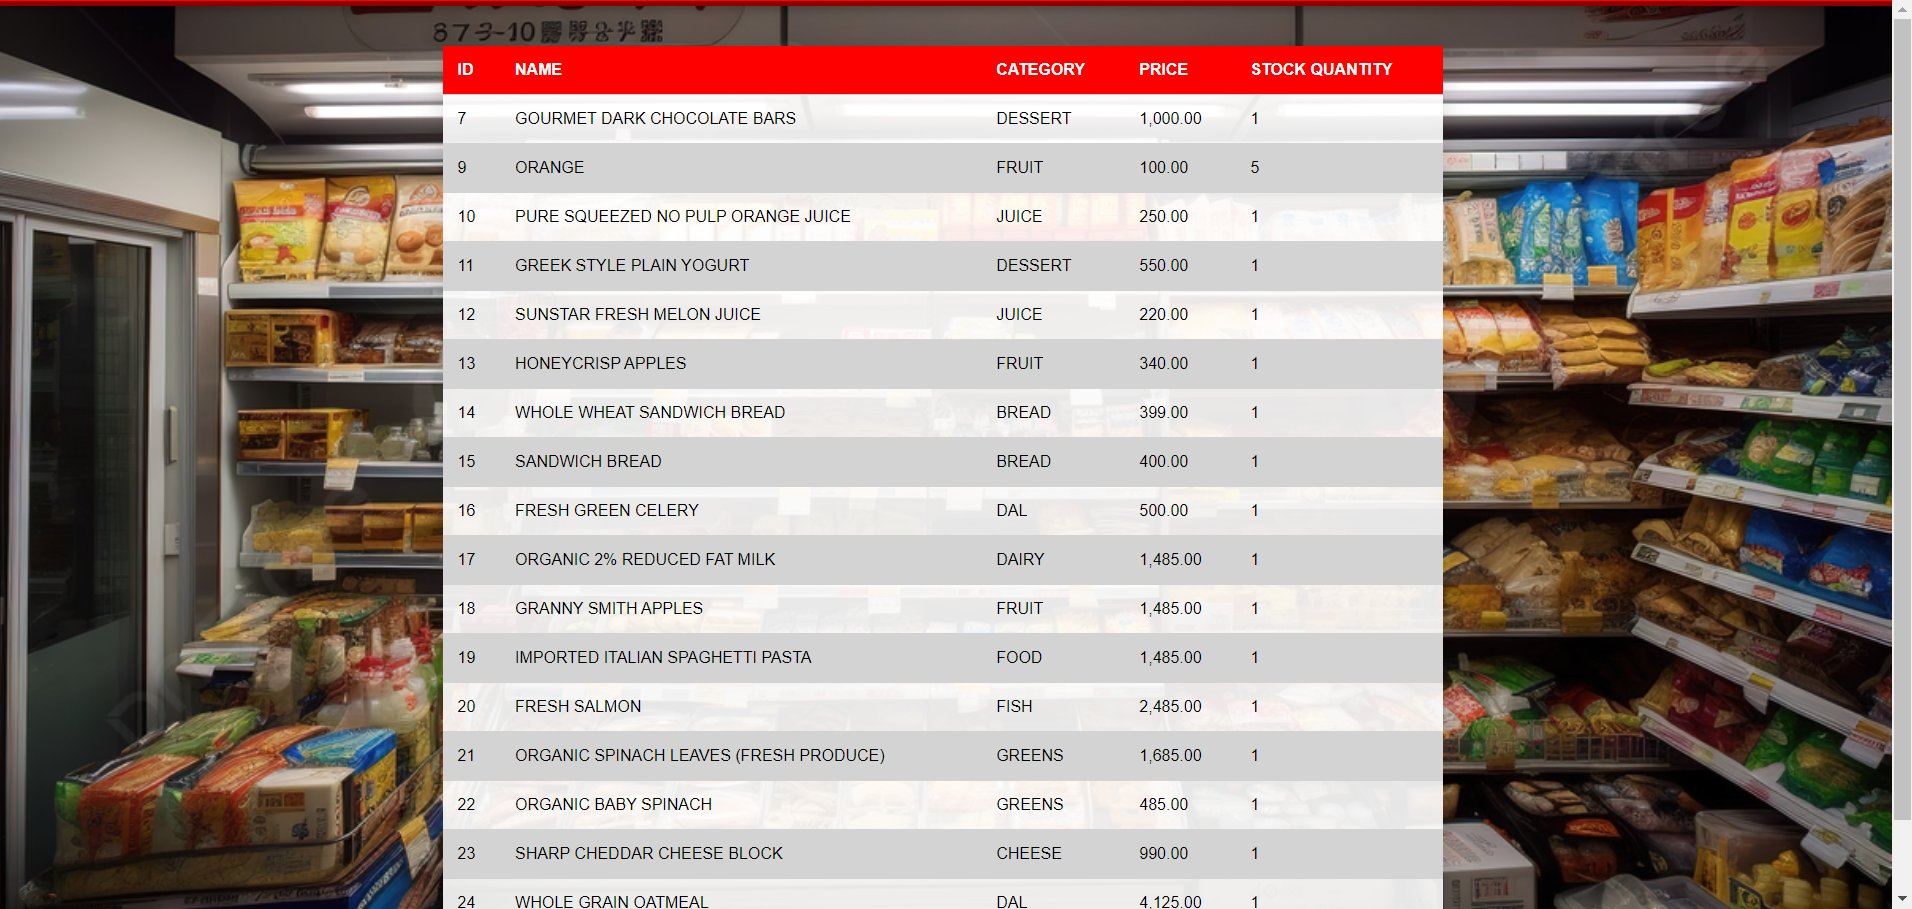 ID NAME CATEGORY PRICE STOCK QUANTITY
7 GOURMET DARK CHOCOLATE BARS DESSERT 1,000.00 1
9 ORANGE FRUIT 100.00 5
10 PURE SQUEEZED NO PULP ORANGE JUICE JUICE 250.00 1
11 GREEK STYLE PLAIN YOGURT DESSERT 550.00 1
12 SUNSTAR FRESH MELON JUICE JUICE 220.00 1
13 HONEYCRISP APPLES FRUIT 340.00 1
14 WHOLE WHEAT SANDWICH BREAD BREAD 399.00 1
15 SANDWICH BREAD BREAD 400.00 1
16 FRESH GREEN CELERY DAL 500.00 1
17 ORGANIC 2% REDUCED FAT MILK DAIRY 1,485.00 1
18 GRANNY SMITH APPLES FRUIT 1,485.00 1
19 IMPORTED ITALIAN SPAGHETTI PASTA FOOD 1,485.00 1
20 FRESH SALMON FISH 2,485.00 1
21 ORGANIC SPINACH LEAVES (FRESH PRODUCE) GREENS 1,685.00 1
22 ORGANIC BABY SPINACH GREENS 485.00 1
23 SHARP CHEDDAR CHEESE BLOCK CHEESE 990.00 1
24 WHOLE GRAIN OATMEAL DAL 4,125.00 1